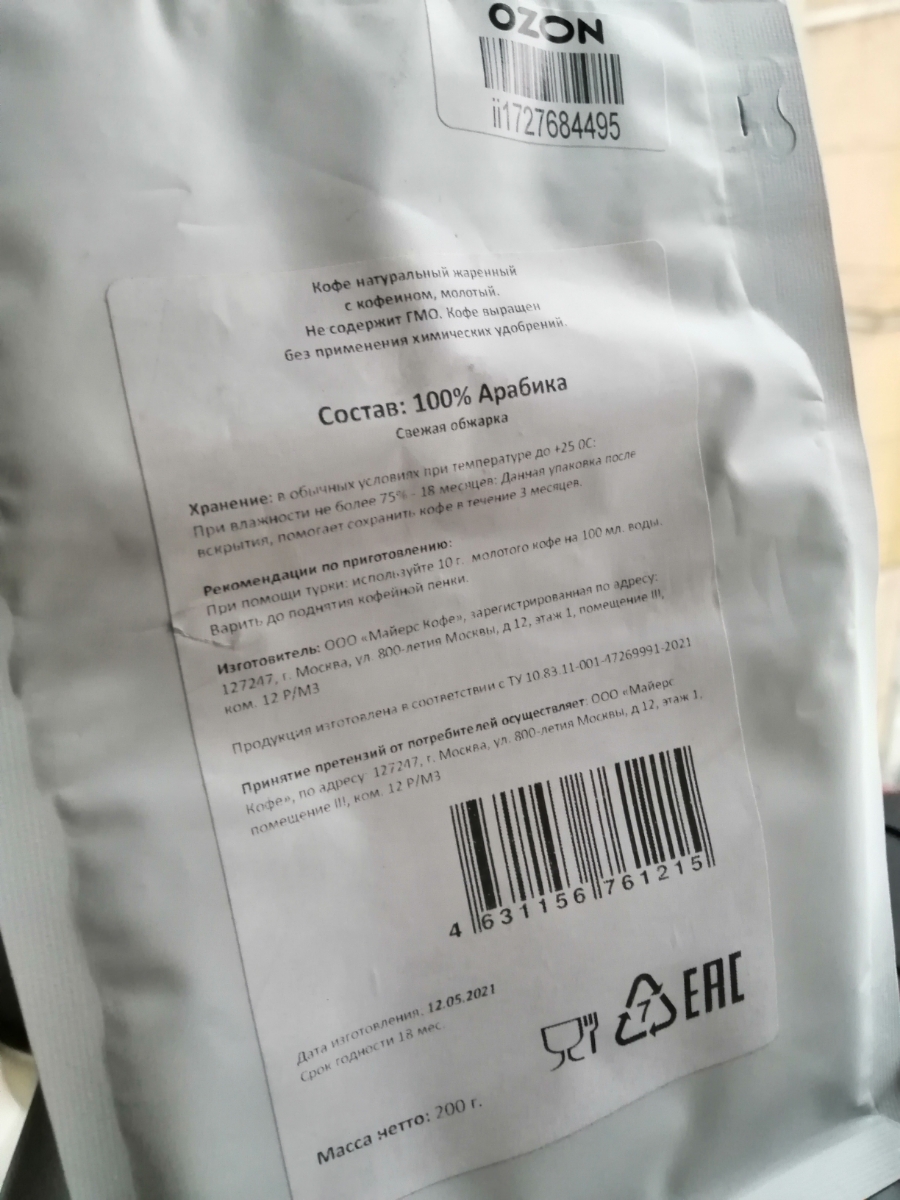 OZON
ii1727684495
Кофе натуральный жаренный
с кофеином, молотый.
Не содержит ГМО. Кофе выращен
без применения химических удобрений.
Состав: 100% Арабика
Свежая обжарка
Хранение: в обычных условиях при температуре до +25 0С:
При влажности не более 75% - 18 месяцев: Данная упаковка после
вскрытия, помогает сохранить кофе в течение 3 месяцев.
Рекомендации по приготовлению:
При помощи турки: используйте 10 г. молотого кофе на 100 мл. воды.
Варить до поднятия кофейной пенки.
Изготовитель: ООО «Майерс Кофе», зарегистрированная по адресу:
127247, г. Москва, ул. 800-летия Москвы, д 12, этаж 1, помещение III,
ком. 12 Р/М3
Продукция изготовлена в соответствии с ТУ 10.83.11-001-47269991-2021
Принятие претензий от потребителей осуществляет: ООО «Майерс
Кофе», по адресу: 127247, г. Москва, ул. 800-летия Москвы, д 12, этаж 1,
помещение III, ком. 12 Р/М3
4 631156 761215
Дата изготовления. 12.05.2021
Срок годности 18 мес.
7
ЕАС
Масса нетто: 200 г.